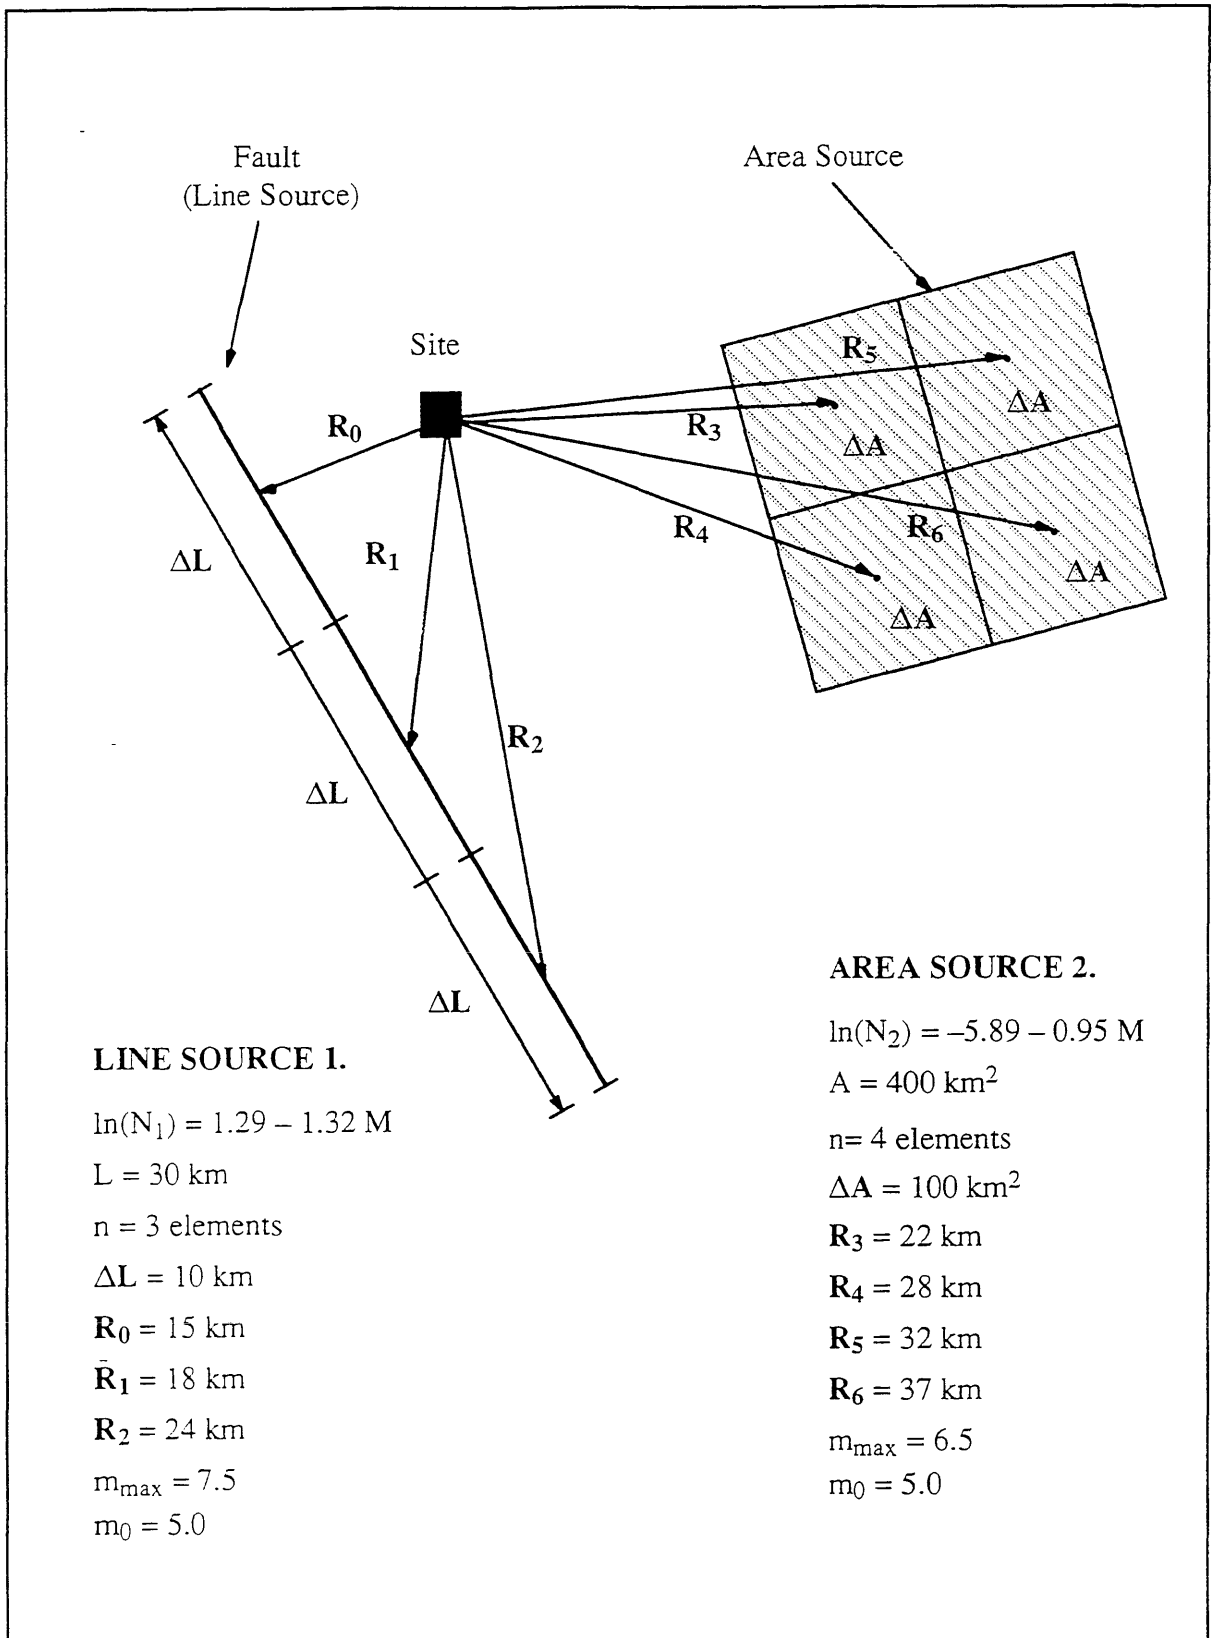 Fault
(Line Source)
Area Source
Site
R₀
R₅
R₃
ΔA
ΔA
R₁
R₄
R₆
ΔL
ΔA
ΔA
R₂
ΔL
ΔL
LINE SOURCE 1.
ln(N₁) = 1.29 – 1.32 M
L = 30 km
n = 3 elements
ΔL = 10 km
R₀ = 15 km
R₁ = 18 km
R₂ = 24 km
mₘₐₓ = 7.5
m₀ = 5.0
AREA SOURCE 2.
ln(N₂) = –5.89 – 0.95 M
A = 400 km²
n= 4 elements
ΔA = 100 km²
R₃ = 22 km
R₄ = 28 km
R₅ = 32 km
R₆ = 37 km
mₘₐₓ = 6.5
m₀ = 5.0